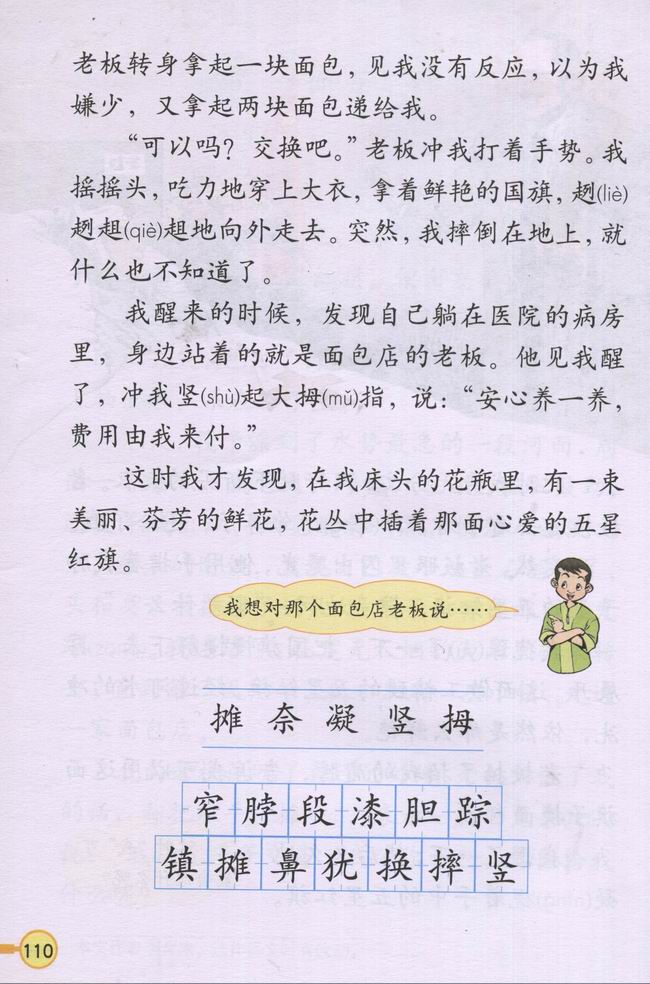 老板转身拿起一块面包，见我没有反应，以为我
嫌少，又拿起两块面包递给我。
“可以吗？交换吧。”老板冲我打着手势。我
摇摇头，吃力地穿上大衣，拿着鲜艳的国旗，趔(liè)
趔趄(qiè)趄地向外走去。突然，我摔倒在地上，就
什么也不知道了。
我醒来的时候，发现自己躺在医院的病房
里，身边站着的就是面包店的老板。他见我醒
了，冲我竖(shù)起大拇(mǔ)指，说：“安心养一养，
费用由我来付。”
这时我才发现，在我床头的花瓶里，有一束
美丽、芬芳的鲜花，花丛中插着那面心爱的五星
红旗。
我想对那个面包店老板说……
摊 奈 凝 竖 拇
窄 脖 段 漆 胆 踪
镇 摊 鼻 犹 换 摔 竖
110